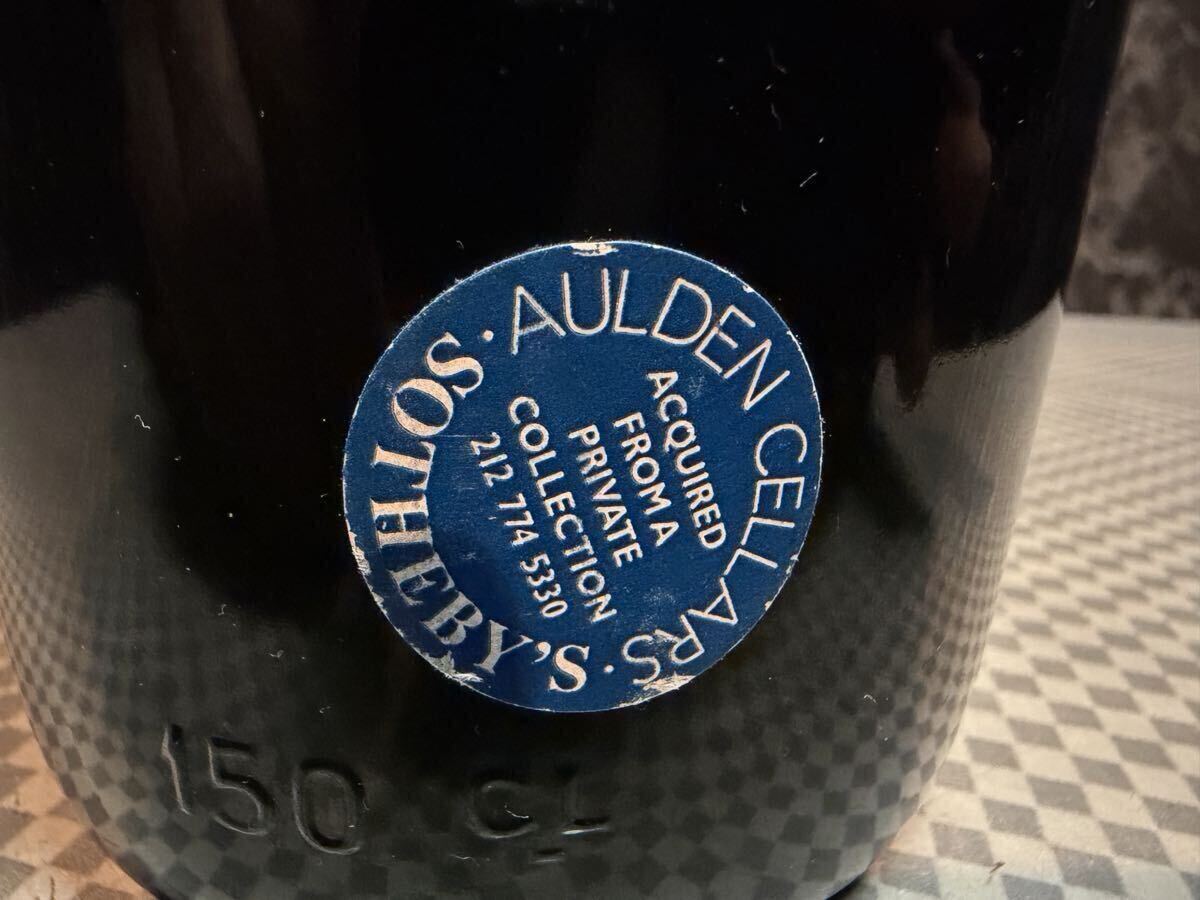 AULDEN CELLARS · SOTHEBY'S ·
ACQUIRED
FROM A
PRIVATE
COLLECTION
212 774 5330
150 CL